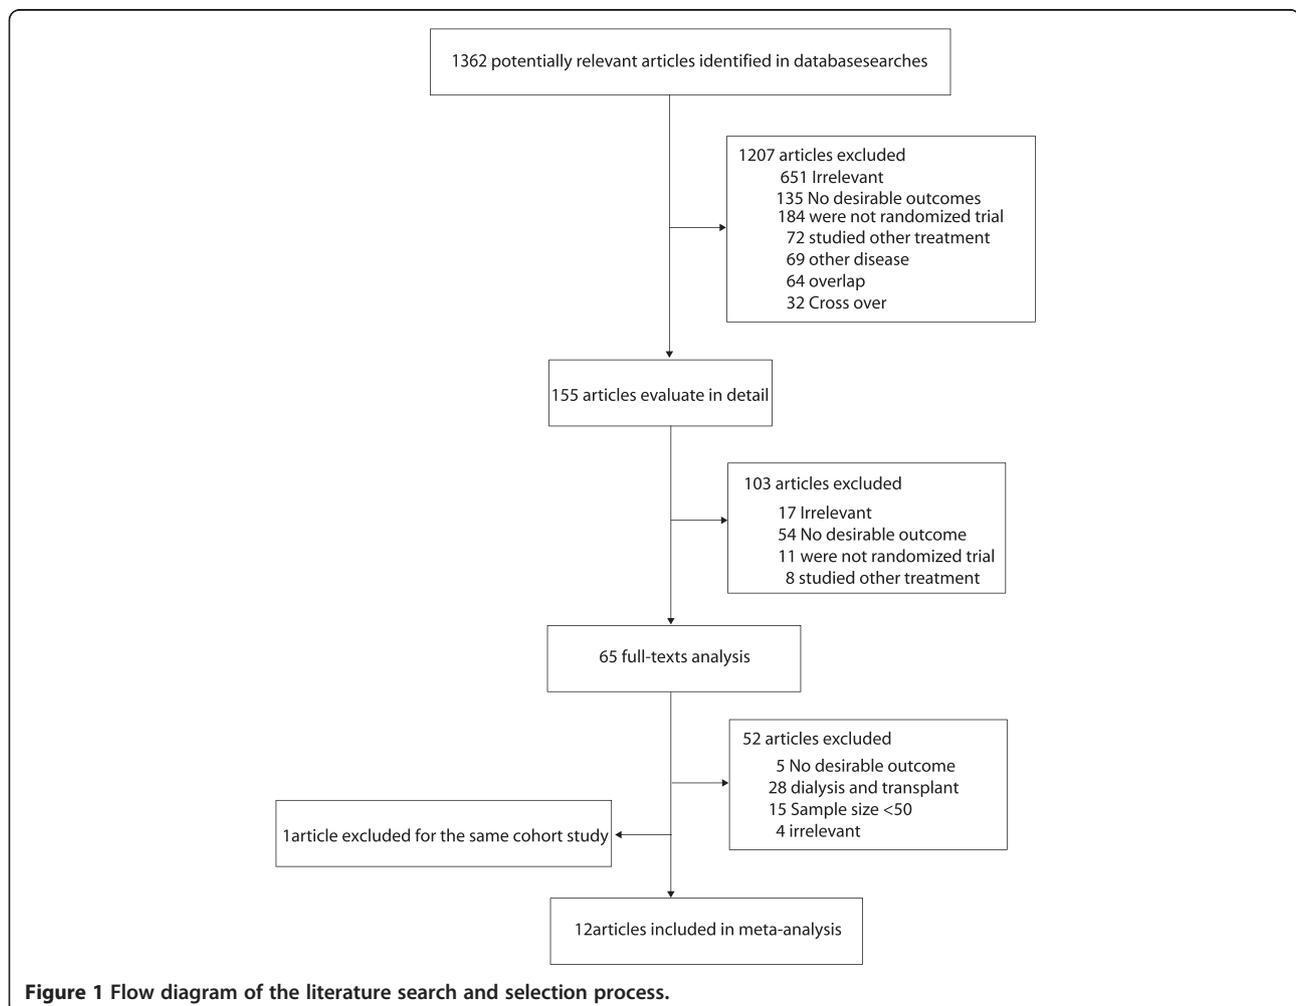 1362 potentially relevant articles identified in databasesearches
1207 articles excluded
651 Irrelevant
135 No desirable outcomes
184 were not randomized trial
72 studied other treatment
69 other disease
64 overlap
32 Cross over
155 articles evaluate in detail
103 articles excluded
17 Irrelevant
54 No desirable outcome
11 were not randomized trial
8 studied other treatment
65 full-texts analysis
52 articles excluded
5 No desirable outcome
28 dialysis and transplant
15 Sample size <50
4 irrelevant
1article excluded for the same cohort study
12articles included in meta-analysis
Figure 1 Flow diagram of the literature search and selection process.